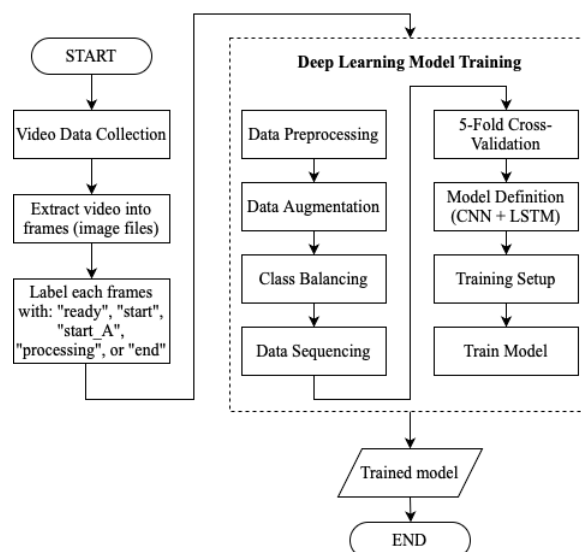 START
Video Data Collection
Extract video into
frames (image files)
Label each frames
with: "ready", "start",
"start_A",
"processing", or "end"
Deep Learning Model Training
Data Preprocessing
Data Augmentation
Class Balancing
Data Sequencing
5-Fold Cross-
Validation
Model Definition
(CNN + LSTM)
Training Setup
Train Model
Trained model
END